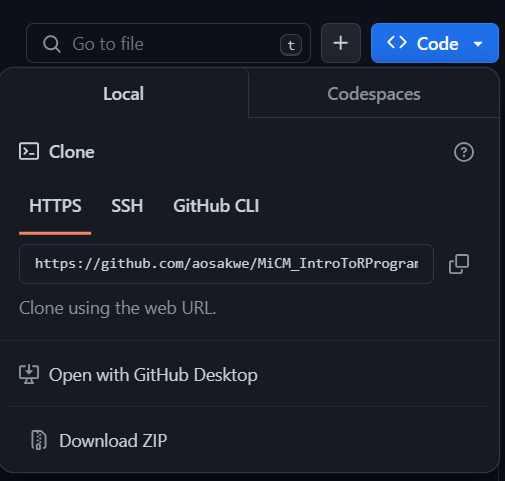 Go to file t + Code
Local Codespaces
Clone
HTTPS SSH GitHub CLI
https://github.com/aosakwe/MiCM_IntroToRProgram
Clone using the web URL.
Open with GitHub Desktop
Download ZIP